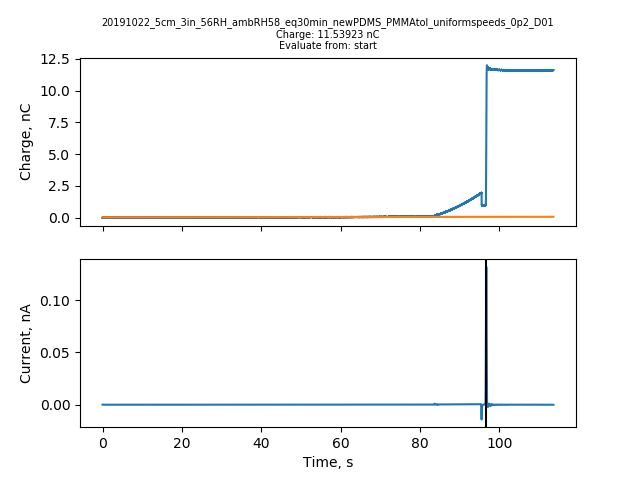 20191022_5cm_3in_56RH_ambRH58_eq30min_newPDMS_PMMAtol_uniformspeeds_0p2_D01
Charge: 11.53923 nC
Evaluate from: start
12.5
10.0
7.5
5.0
2.5
0.0
Charge, nC
0.10
0.05
0.00
Current, nA
0 20 40 60 80 100
Time, s